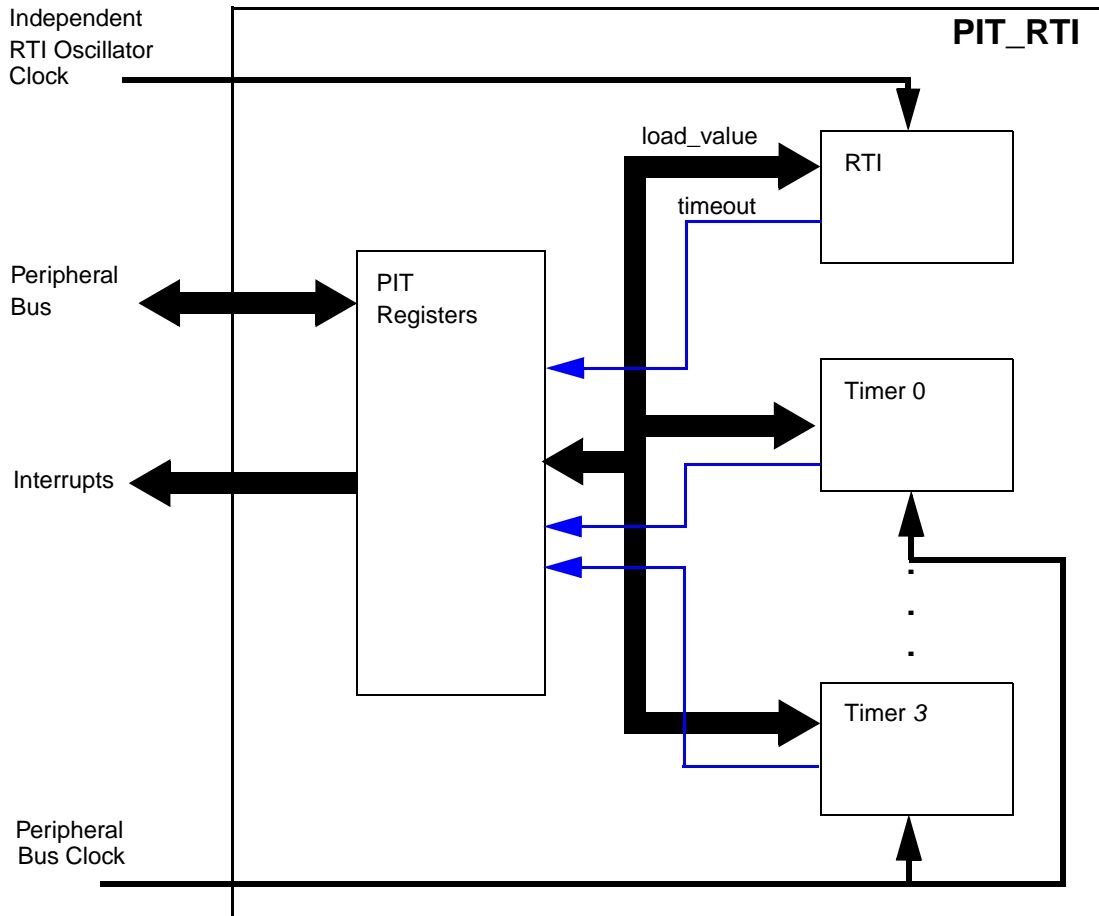 Independent
RTI Oscillator
Clock
PIT_RTI
load_value
RTI
timeout
Peripheral
Bus
PIT
Registers
Timer 0
Interrupts
Timer 3
Peripheral
Bus Clock